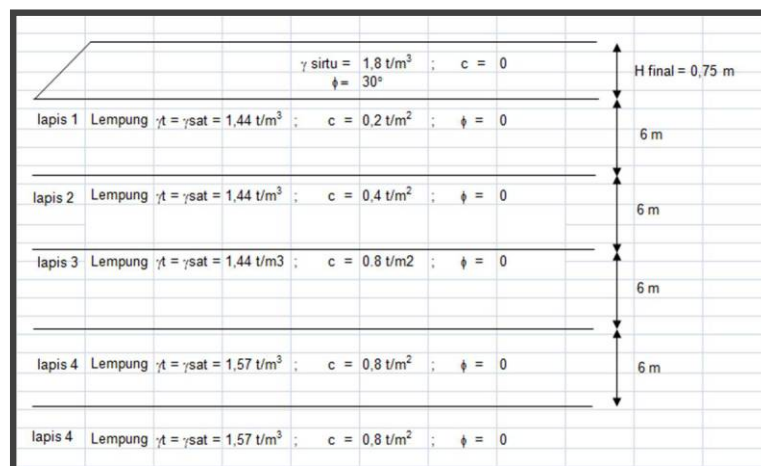 γ sirtu = 1,8 t/m³ ; c = 0
ϕ = 30°
H final = 0,75 m
lapis 1 Lempung γt = γsat = 1,44 t/m³ ; c = 0,2 t/m² ; ϕ = 0
6 m
lapis 2 Lempung γt = γsat = 1,44 t/m³ ; c = 0,4 t/m² ; ϕ = 0
6 m
lapis 3 Lempung γt = γsat = 1,44 t/m3 ; c = 0.8 t/m2 ; ϕ = 0
6 m
lapis 4 Lempung γt = γsat = 1,57 t/m³ ; c = 0,8 t/m² ; ϕ = 0
6 m
lapis 4 Lempung γt = γsat = 1,57 t/m³ ; c = 0,8 t/m² ; ϕ = 0